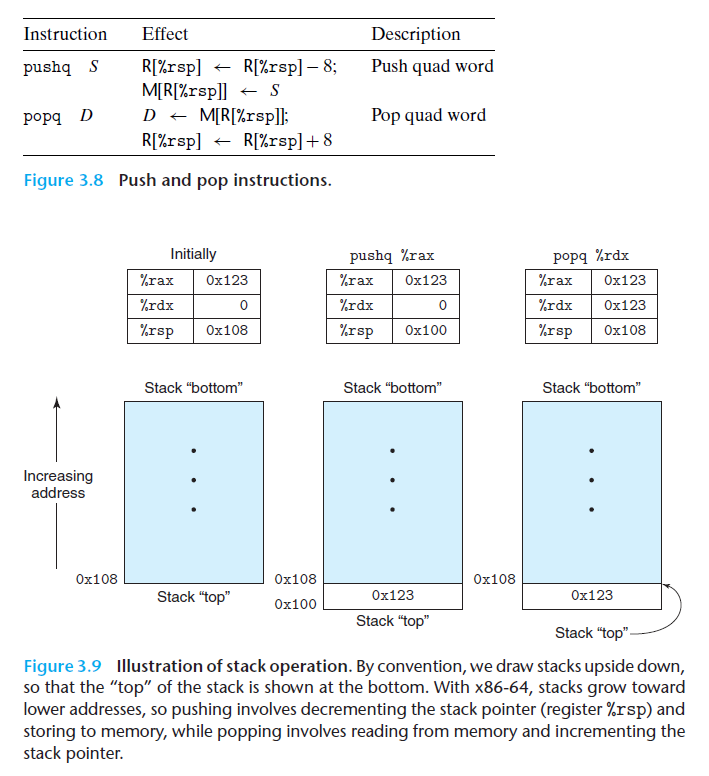 Instruction Effect Description
pushq S R[%rsp] ← R[%rsp] – 8; Push quad word
M[R[%rsp]] ← S
popq D D ← M[R[%rsp]]; Pop quad word
R[%rsp] ← R[%rsp] + 8
Figure 3.8 Push and pop instructions.
Initially
%rax 0x123
%rdx 0
%rsp 0x108
pushq %rax
%rax 0x123
%rdx 0
%rsp 0x100
popq %rdx
%rax 0x123
%rdx 0x123
%rsp 0x108
Increasing
address
Stack “bottom”
0x108
Stack “top”
Stack “bottom”
0x108
0x100 0x123
Stack “top”
Stack “bottom”
0x108
0x123
Stack “top”
Figure 3.9 Illustration of stack operation. By convention, we draw stacks upside down,
so that the “top” of the stack is shown at the bottom. With x86-64, stacks grow toward
lower addresses, so pushing involves decrementing the stack pointer (register %rsp) and
storing to memory, while popping involves reading from memory and incrementing the
stack pointer.